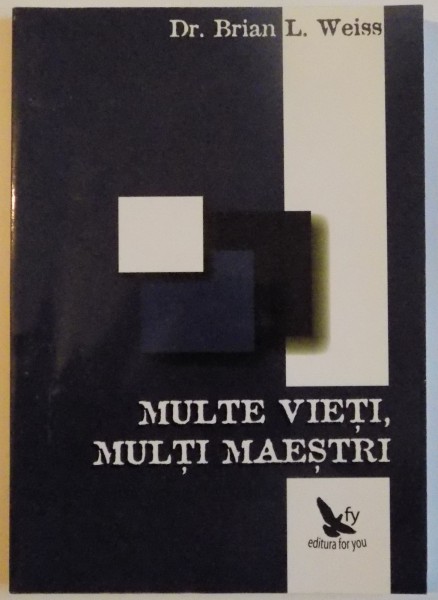 Dr. Brian L. Weiss
MULTE VIEȚI,
MULȚI MAEȘTRI
fy
editura for you